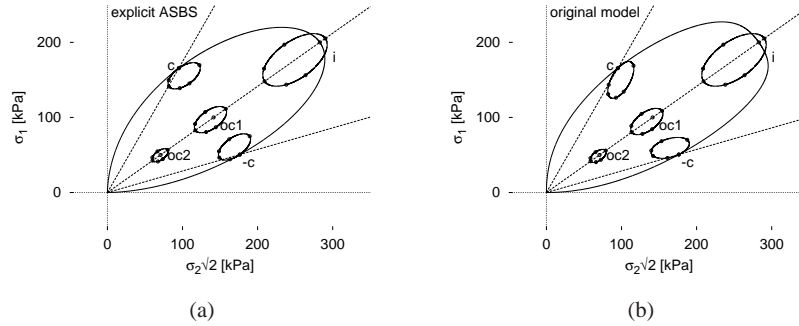 explicit ASBS
200
100
0
σ1 [kPa]
c
i
oc1
oc2
-c
0 100 200 300
σ2√2 [kPa]
(a)
original model
200
100
0
σ1 [kPa]
c
i
oc1
oc2
-c
0 100 200 300
σ2√2 [kPa]
(b)